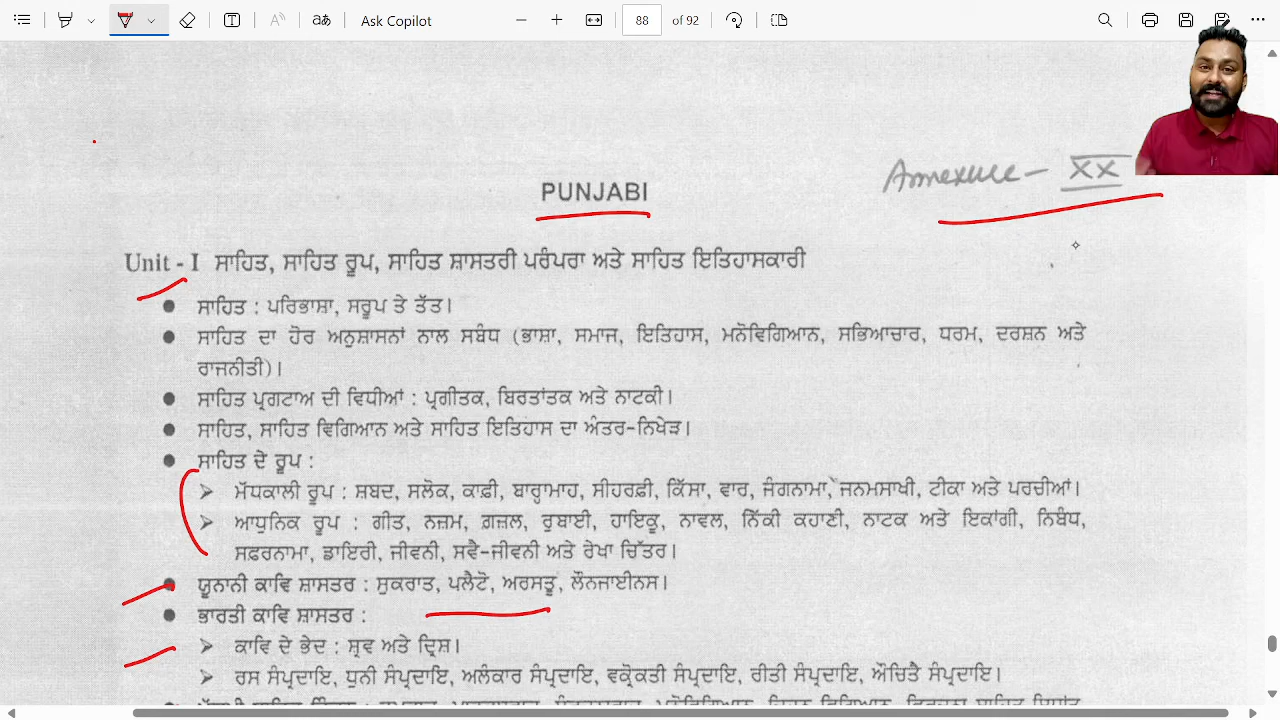 Ask Copilot
88 of 92
Annexure - XX
PUNJABI
Unit - I ਸਾਹਿਤ, ਸਾਹਿਤ ਰੂਪ, ਸਾਹਿਤ ਸ਼ਾਸਤਰੀ ਪਰੰਪਰਾ ਅਤੇ ਸਾਹਿਤ ਇਤਿਹਾਸਕਾਰੀ
● ਸਾਹਿਤ : ਪਰਿਭਾਸ਼ਾ, ਸਰੂਪ ਤੇ ਤੱਤ।
● ਸਾਹਿਤ ਦਾ ਹੋਰ ਅਨੁਸ਼ਾਸਨਾਂ ਨਾਲ ਸਬੰਧ (ਭਾਸ਼ਾ, ਸਮਾਜ, ਇਤਿਹਾਸ, ਮਨੋਵਿਗਿਆਨ, ਸਭਿਆਚਾਰ, ਧਰਮ, ਦਰਸ਼ਨ ਅਤੇ
ਰਾਜਨੀਤੀ)।
● ਸਾਹਿਤ ਪ੍ਰਗਟਾਅ ਦੀ ਵਿਧੀਆਂ : ਪ੍ਰਗੀਤਕ, ਬਿਰਤਾਂਤਕ ਅਤੇ ਨਾਟਕੀ।
● ਸਾਹਿਤ, ਸਾਹਿਤ ਵਿਗਿਆਨ ਅਤੇ ਸਾਹਿਤ ਇਤਿਹਾਸ ਦਾ ਅੰਤਰ-ਨਿਖੇੜ।
● ਸਾਹਿਤ ਦੇ ਰੂਪ :
➤ ਮੱਧਕਾਲੀ ਰੂਪ : ਸ਼ਬਦ, ਸਲੋਕ, ਕਾਫ਼ੀ, ਬਾਰ੍ਹਾਮਾਹ, ਸੀਹਰਫ਼ੀ, ਕਿੱਸਾ, ਵਾਰ, ਜੰਗਨਾਮਾ, ਜਨਮਸਾਖੀ, ਟੀਕਾ ਅਤੇ ਪਰਚੀਆਂ।
➤ ਆਧੁਨਿਕ ਰੂਪ : ਗੀਤ, ਨਜ਼ਮ, ਗ਼ਜ਼ਲ, ਰੁਬਾਈ, ਹਾਇਕੂ, ਨਾਵਲ, ਨਿੱਕੀ ਕਹਾਣੀ, ਨਾਟਕ ਅਤੇ ਇਕਾਂਗੀ, ਨਿਬੰਧ,
ਸਫ਼ਰਨਾਮਾ, ਡਾਇਰੀ, ਜੀਵਨੀ, ਸਵੈ-ਜੀਵਨੀ ਅਤੇ ਰੇਖਾ ਚਿੱਤਰ।
● ਯੂਨਾਨੀ ਕਾਵਿ ਸ਼ਾਸਤਰ : ਸੁਕਰਾਤ, ਪਲੈਟੋ, ਅਰਸਤੂ, ਲੌਨਜਾਈਨਸ।
● ਭਾਰਤੀ ਕਾਵਿ ਸ਼ਾਸਤਰ :
➤ ਕਾਵਿ ਦੇ ਭੇਦ : ਸ੍ਰਵ ਅਤੇ ਦ੍ਰਿਸ਼।
➤ ਰਸ ਸੰਪ੍ਰਦਾਇ, ਧੁਨੀ ਸੰਪ੍ਰਦਾਇ, ਅਲੰਕਾਰ ਸੰਪ੍ਰਦਾਇ, ਵਕ੍ਰੋਕਤੀ ਸੰਪ੍ਰਦਾਇ, ਰੀਤੀ ਸੰਪ੍ਰਦਾਇ, ਔਚਿਤੈ ਸੰਪ੍ਰਦਾਇ।